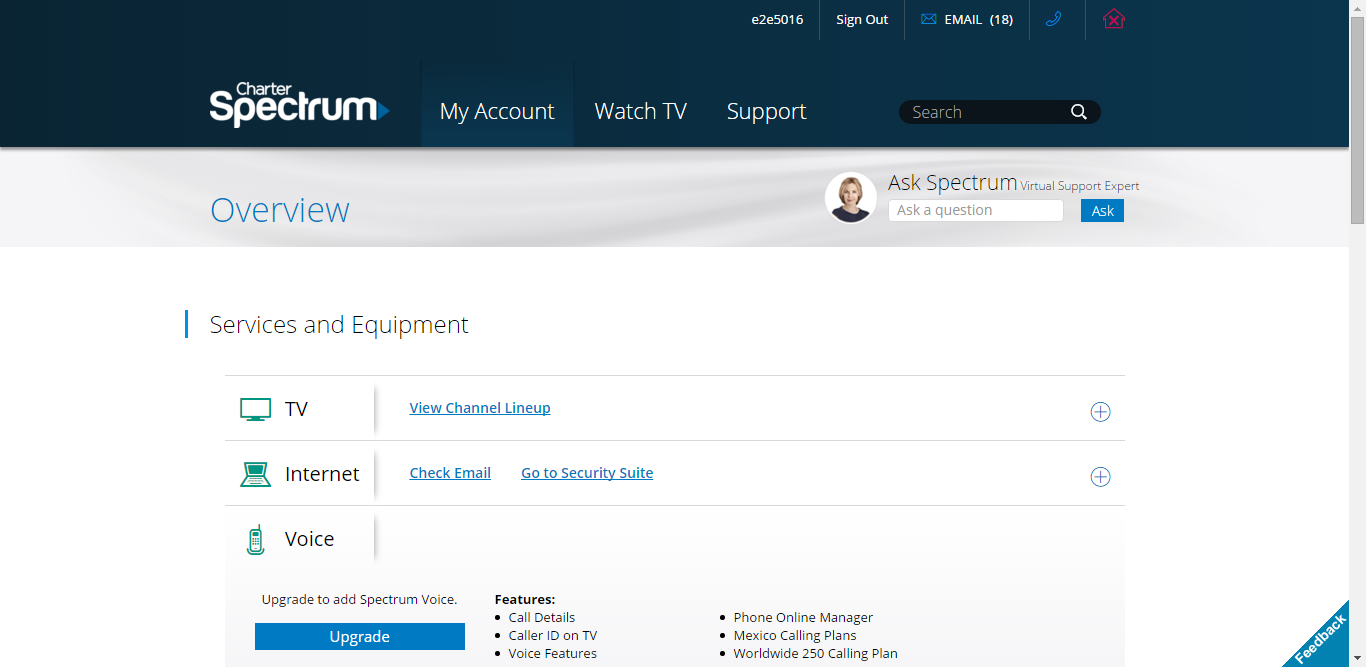 e2e5016 Sign Out EMAIL (18)
Charter
Spectrum
My Account Watch TV Support Search
Overview
Ask Spectrum Virtual Support Expert
Ask a question Ask
Services and Equipment
TV View Channel Lineup
Internet Check Email Go to Security Suite
Voice
Upgrade to add Spectrum Voice.
Upgrade
Features:
• Call Details
• Caller ID on TV
• Voice Features
• Phone Online Manager
• Mexico Calling Plans
• Worldwide 250 Calling Plan
Feedback